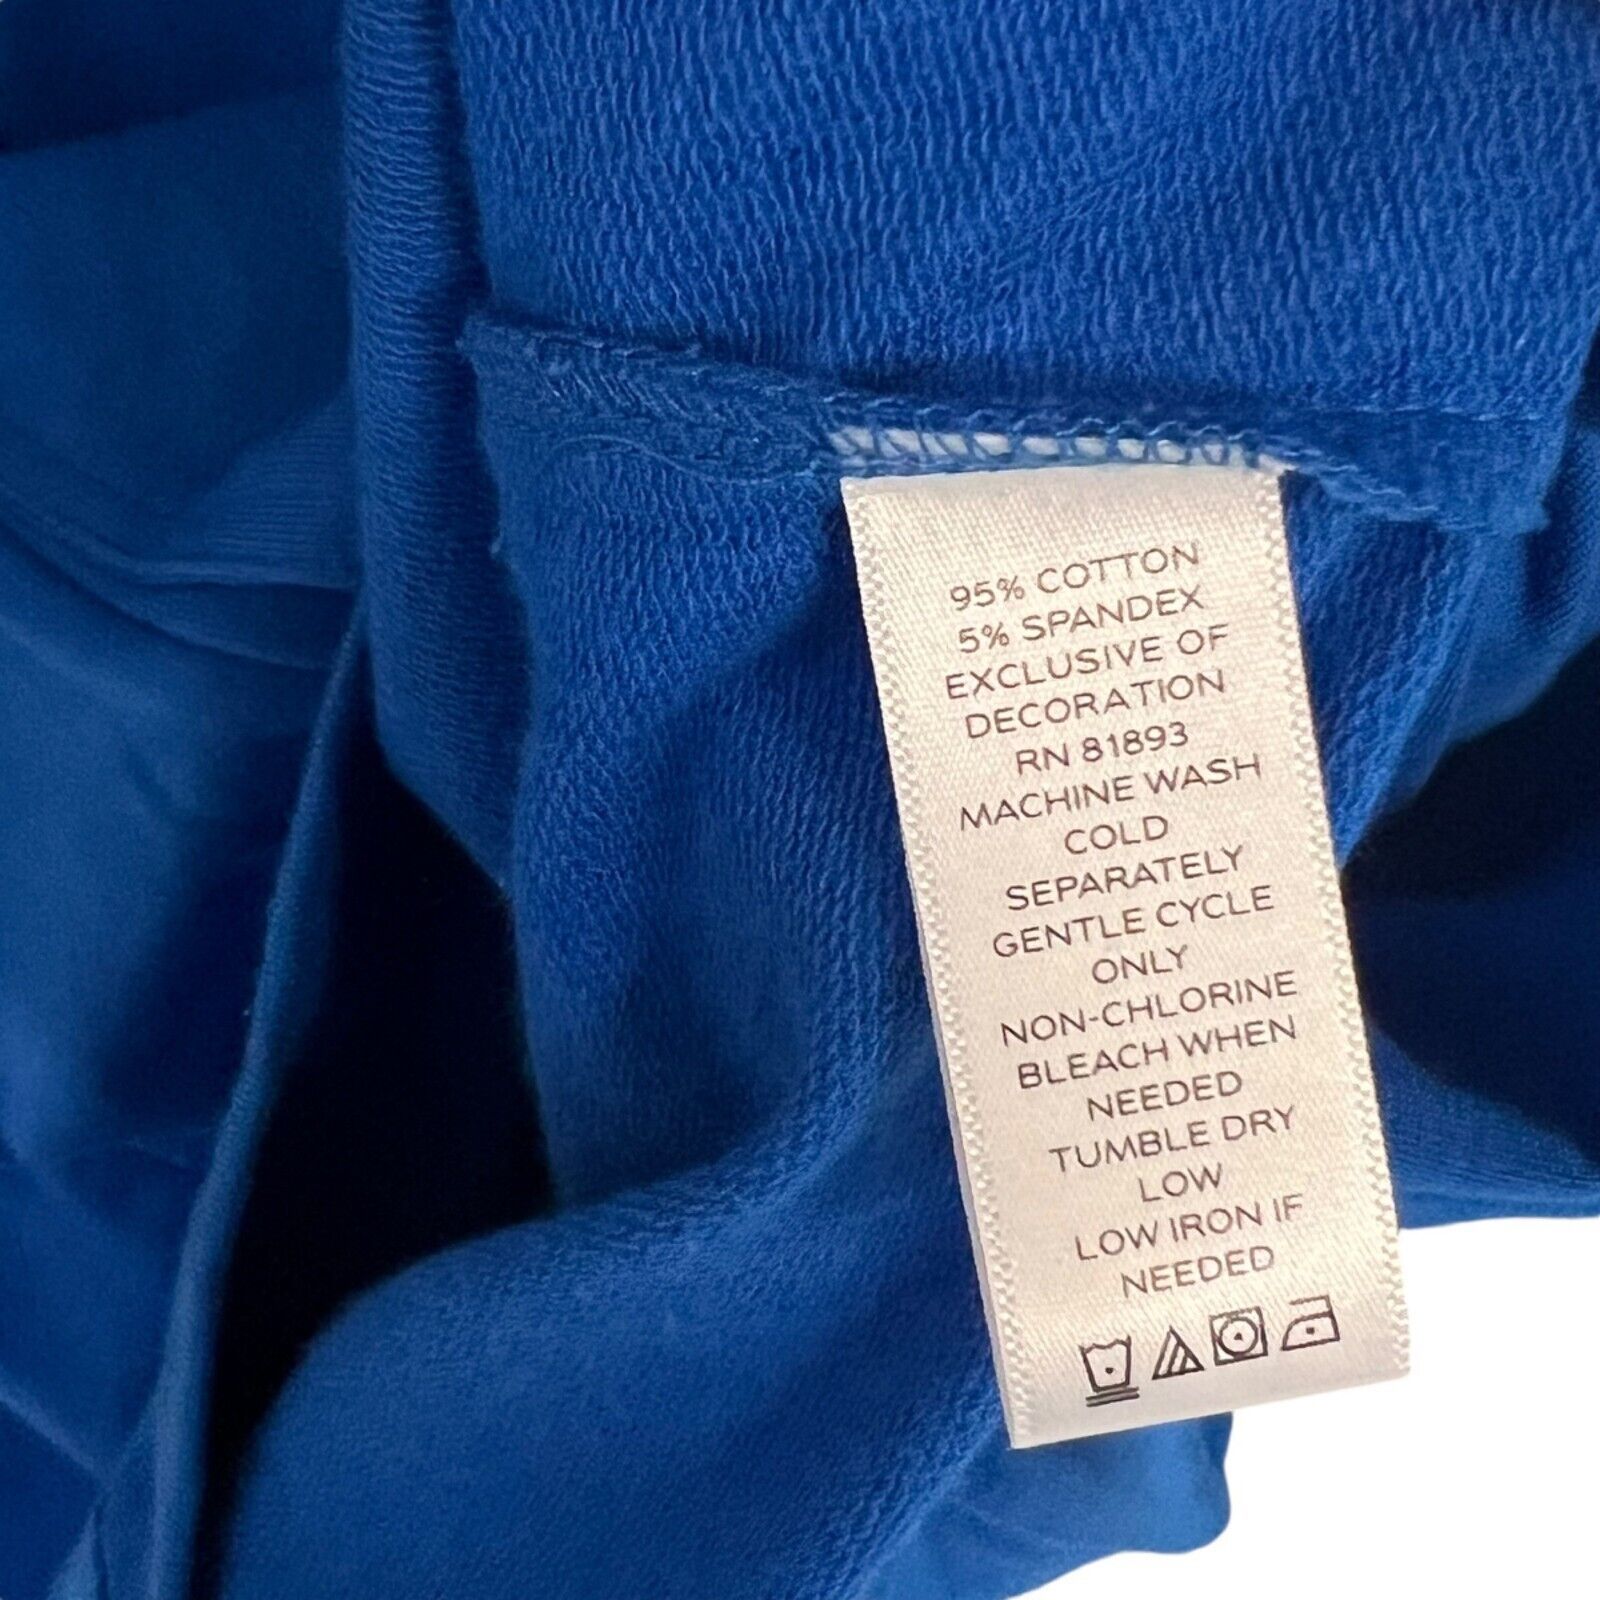 95% COTTON
5% SPANDEX
EXCLUSIVE OF
DECORATION
RN 81893
MACHINE WASH
COLD
SEPARATELY
GENTLE CYCLE
ONLY
NON-CHLORINE
BLEACH WHEN
NEEDED
TUMBLE DRY
LOW
LOW IRON IF
NEEDED